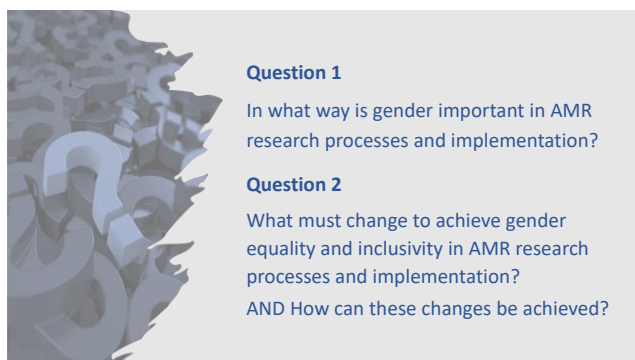 Question 1
In what way is gender important in AMR
research processes and implementation?
Question 2
What must change to achieve gender
equality and inclusivity in AMR research
processes and implementation?
AND How can these changes be achieved?